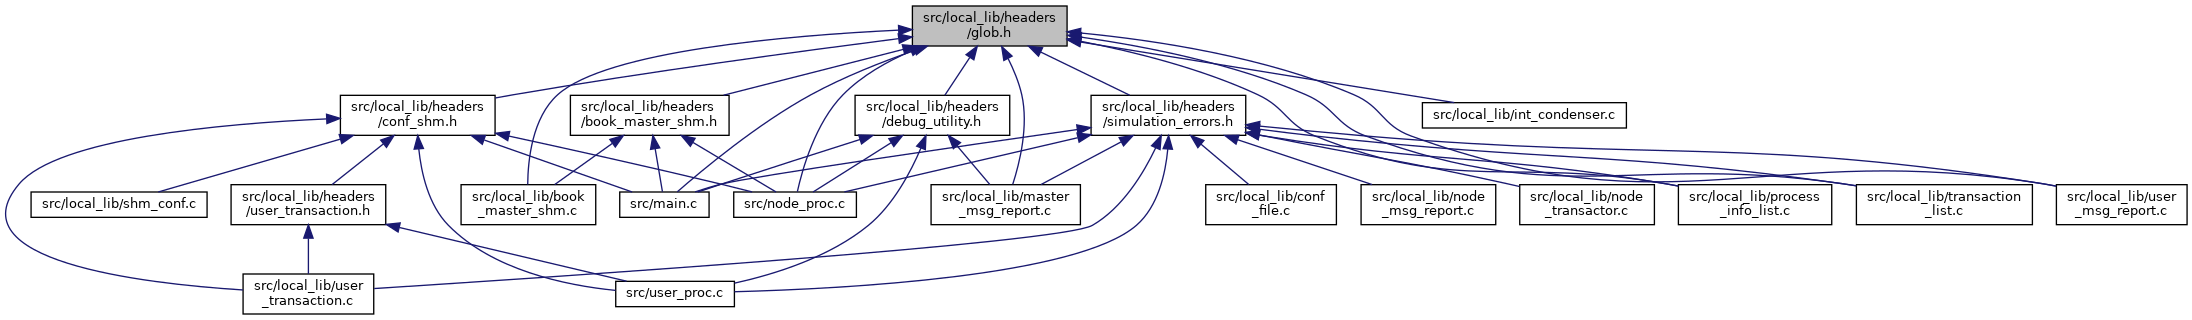 src/local_lib/headers
/glob.h
src/local_lib/headers
/conf_shm.h
src/local_lib/headers
/book_master_shm.h
src/local_lib/headers
/debug_utility.h
src/local_lib/headers
/simulation_errors.h
src/local_lib/int_condenser.c
src/local_lib/shm_conf.c
src/local_lib/headers
/user_transaction.h
src/local_lib/book
_master_shm.c
src/main.c
src/node_proc.c
src/local_lib/master
_msg_report.c
src/local_lib/conf
_file.c
src/local_lib/node
_msg_report.c
src/local_lib/node
_transactor.c
src/local_lib/process
_info_list.c
src/local_lib/transaction
_list.c
src/local_lib/user
_msg_report.c
src/local_lib/user
_transaction.c
src/user_proc.c